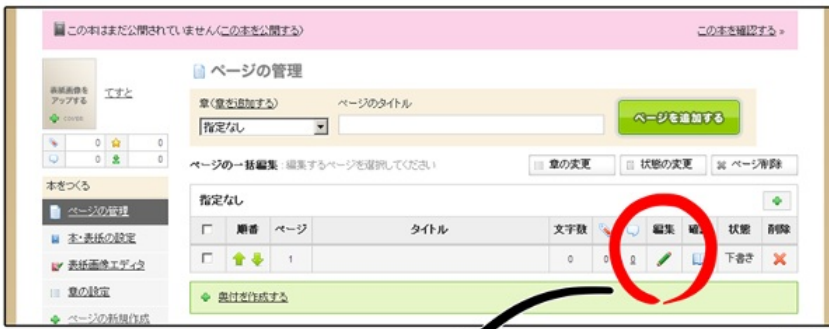 この本はまだ公開されていません(この本を公開する)
この本を確認する »
表紙画像を
アップする
cover
てすと
0 0
0 0
本をつくる
ページの管理
本・表紙の設定
表紙画像エディタ
章の設定
ページの新規作成
ページの管理
章(章を追加する) ページのタイトル
指定なし
ページを追加する
ページの一括編集:編集するページを選択してください 章の変更 状態の変更 ページ削除
指定なし
順番 ページ タイトル 文字数 編集 状態 削除
1 0 0 0 下書き
奥付を作成する